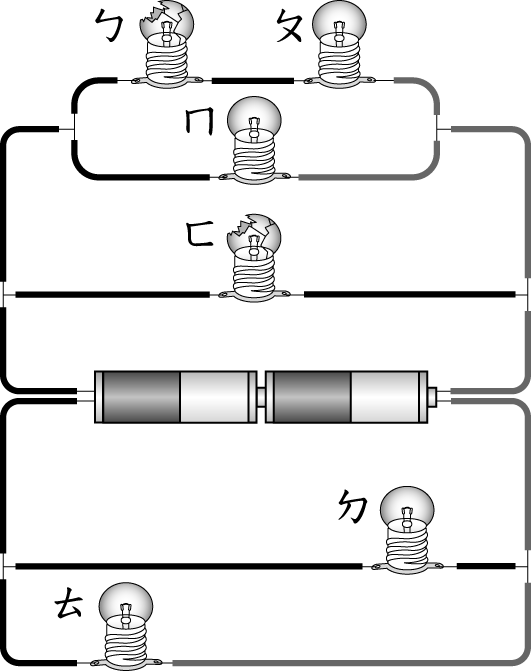 ㄅ ㄆ
ㄇ
ㄈ
ㄉ
ㄊ